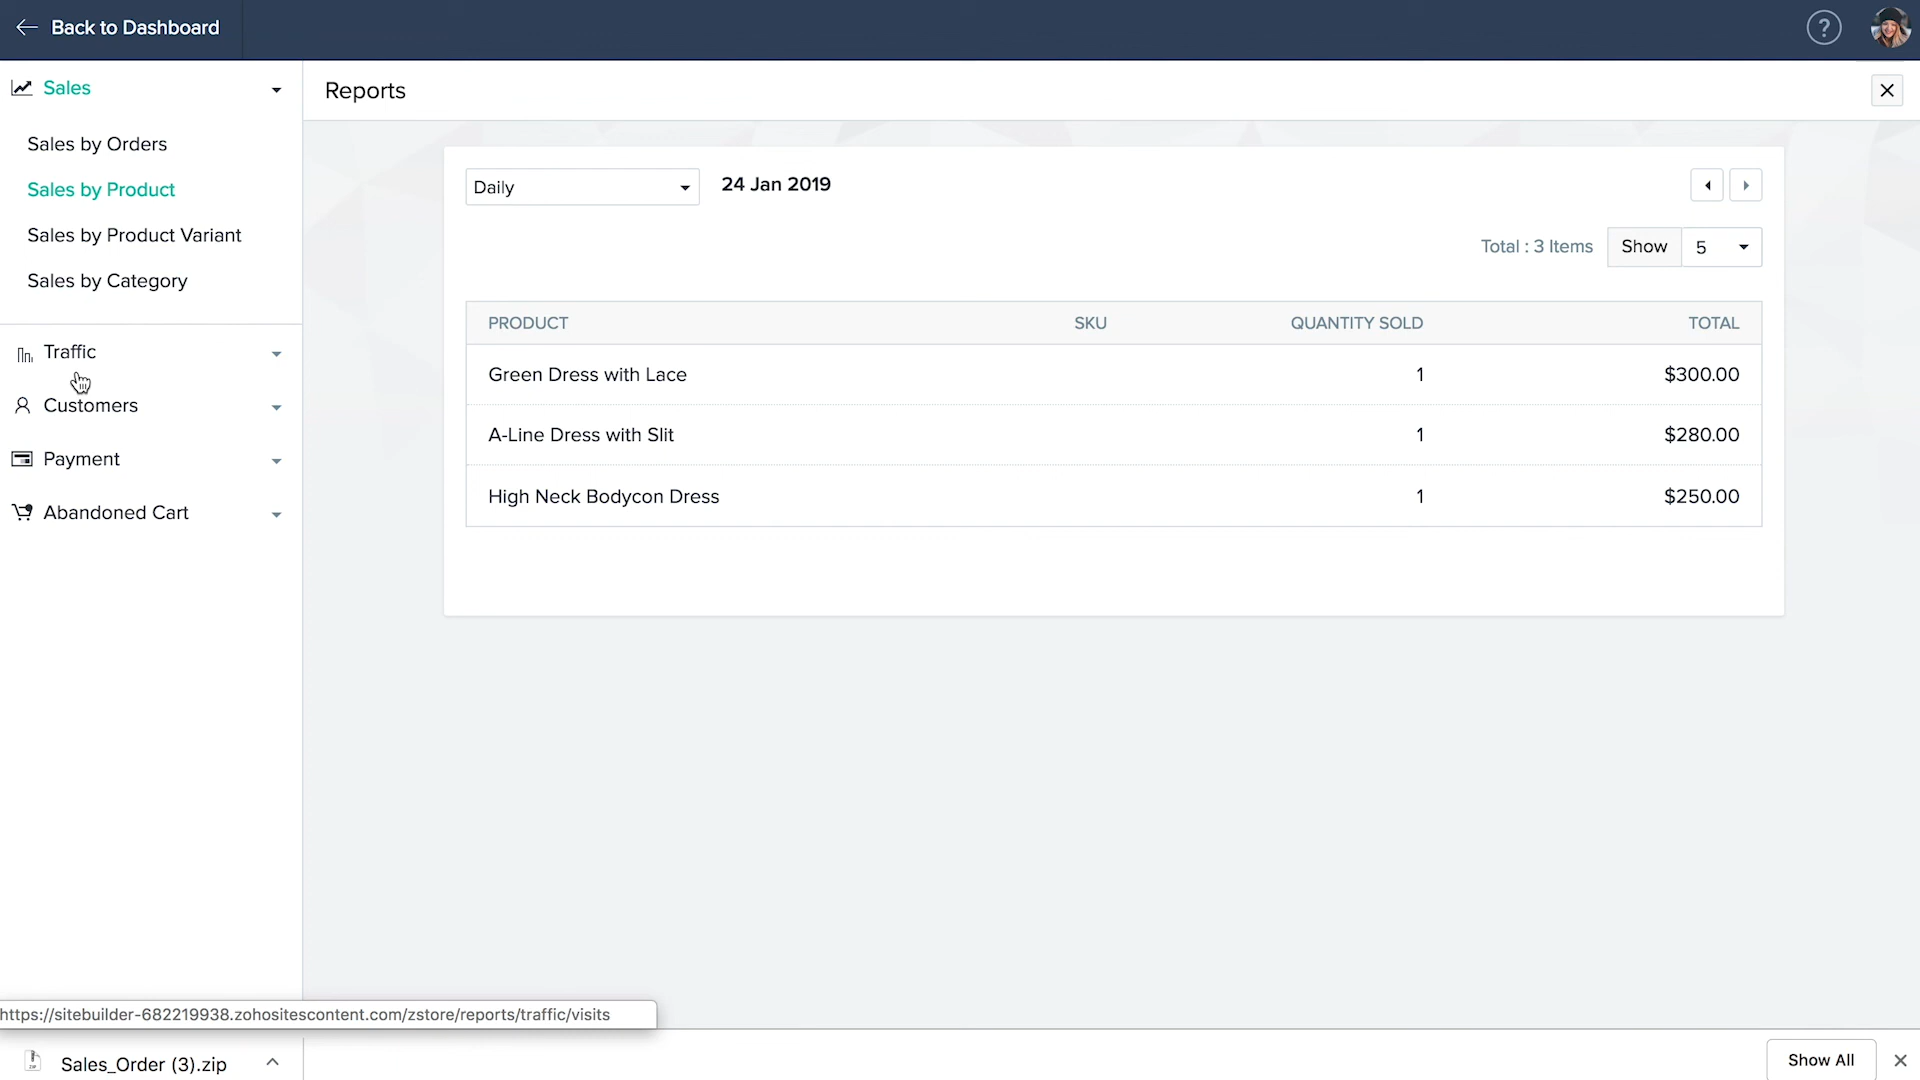 Back to Dashboard
?
Sales
Reports
Sales by Orders
Sales by Product
Sales by Product Variant
Sales by Category
Traffic
Customers
Payment
Abandoned Cart
Daily
24 Jan 2019
Total : 3 Items
Show
5
PRODUCT SKU QUANTITY SOLD TOTAL
Green Dress with Lace 1 $300.00
A-Line Dress with Slit 1 $280.00
High Neck Bodycon Dress 1 $250.00
https://sitebuilder-682219938.zohositescontent.com/zstore/reports/traffic/visits
Sales_Order (3).zip
Show All